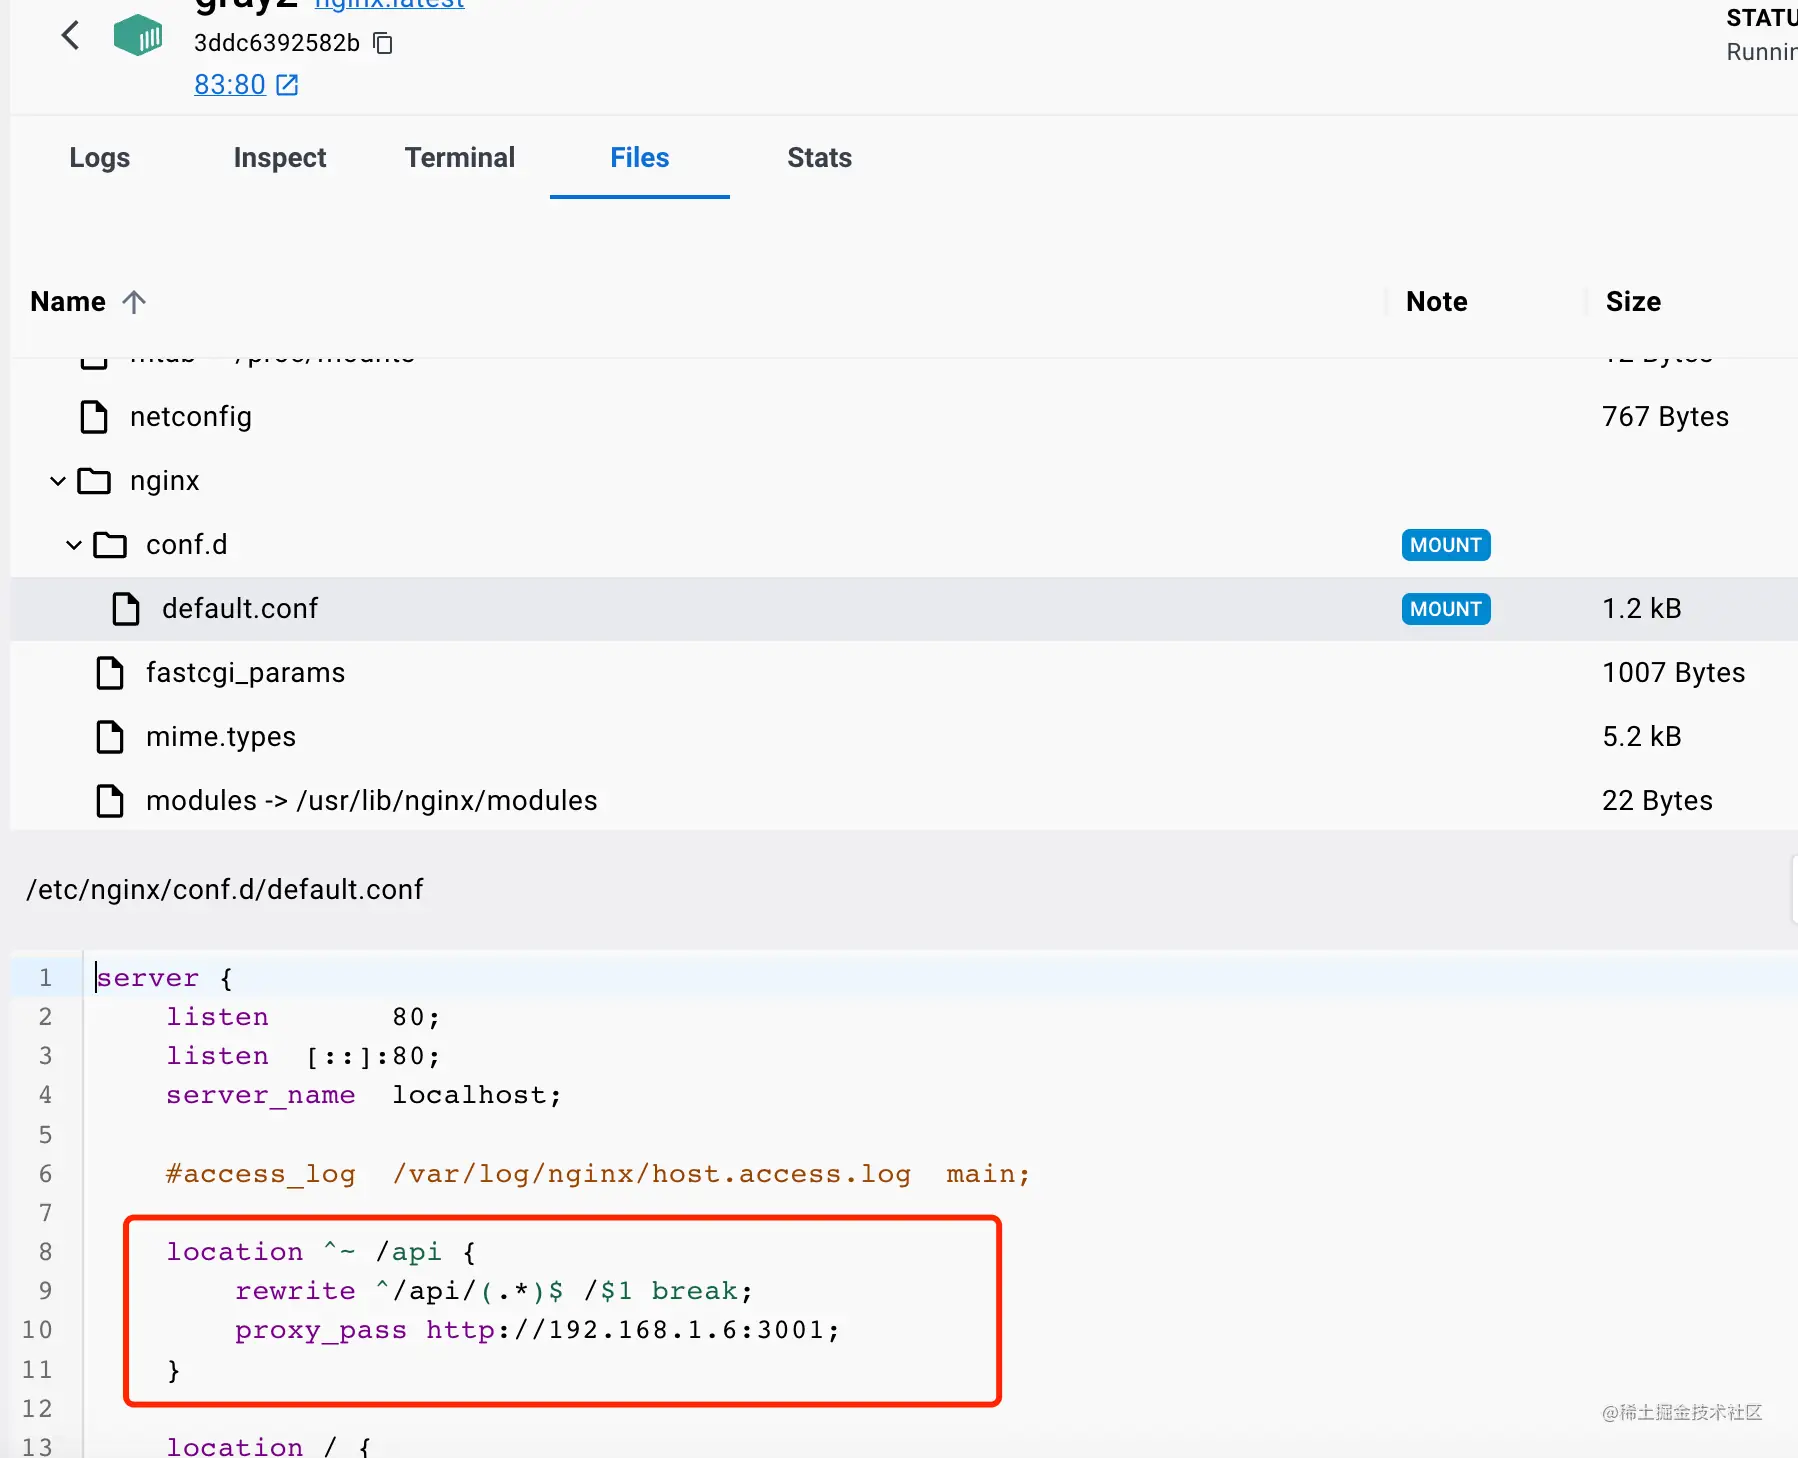 gray2 nginx:latest
3ddc6392582b
83:80
STATU
Runnin
Logs Inspect Terminal Files Stats
Name Note Size
12 Bytes
netconfig 767 Bytes
nginx
conf.d MOUNT
default.conf MOUNT 1.2 kB
fastcgi_params 1007 Bytes
mime.types 5.2 kB
modules -> /usr/lib/nginx/modules 22 Bytes
/etc/nginx/conf.d/default.conf
1 server {
2 listen 80;
3 listen [::]:80;
4 server_name localhost;
5
6 #access_log /var/log/nginx/host.access.log main;
7
8 location ^~ /api {
9 rewrite ^/api/(.*)$ /$1 break;
10 proxy_pass http://192.168.1.6:3001;
11 }
12
13 location / {
@稀土掘金技术社区